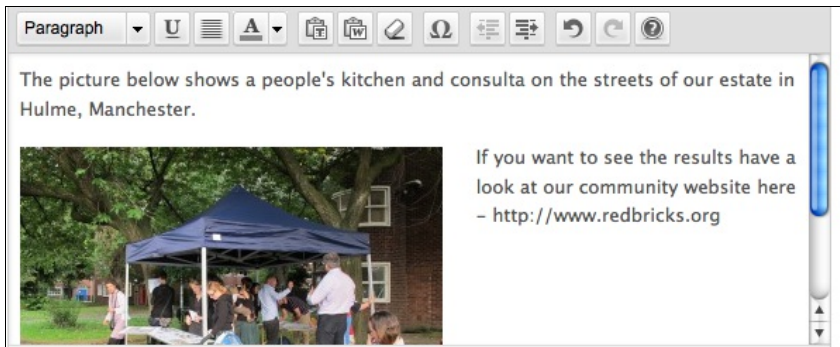 Paragraph
The picture below shows a people's kitchen and consulta on the streets of our estate in
Hulme, Manchester.
If you want to see the results have a
look at our community website here
– http://www.redbricks.org